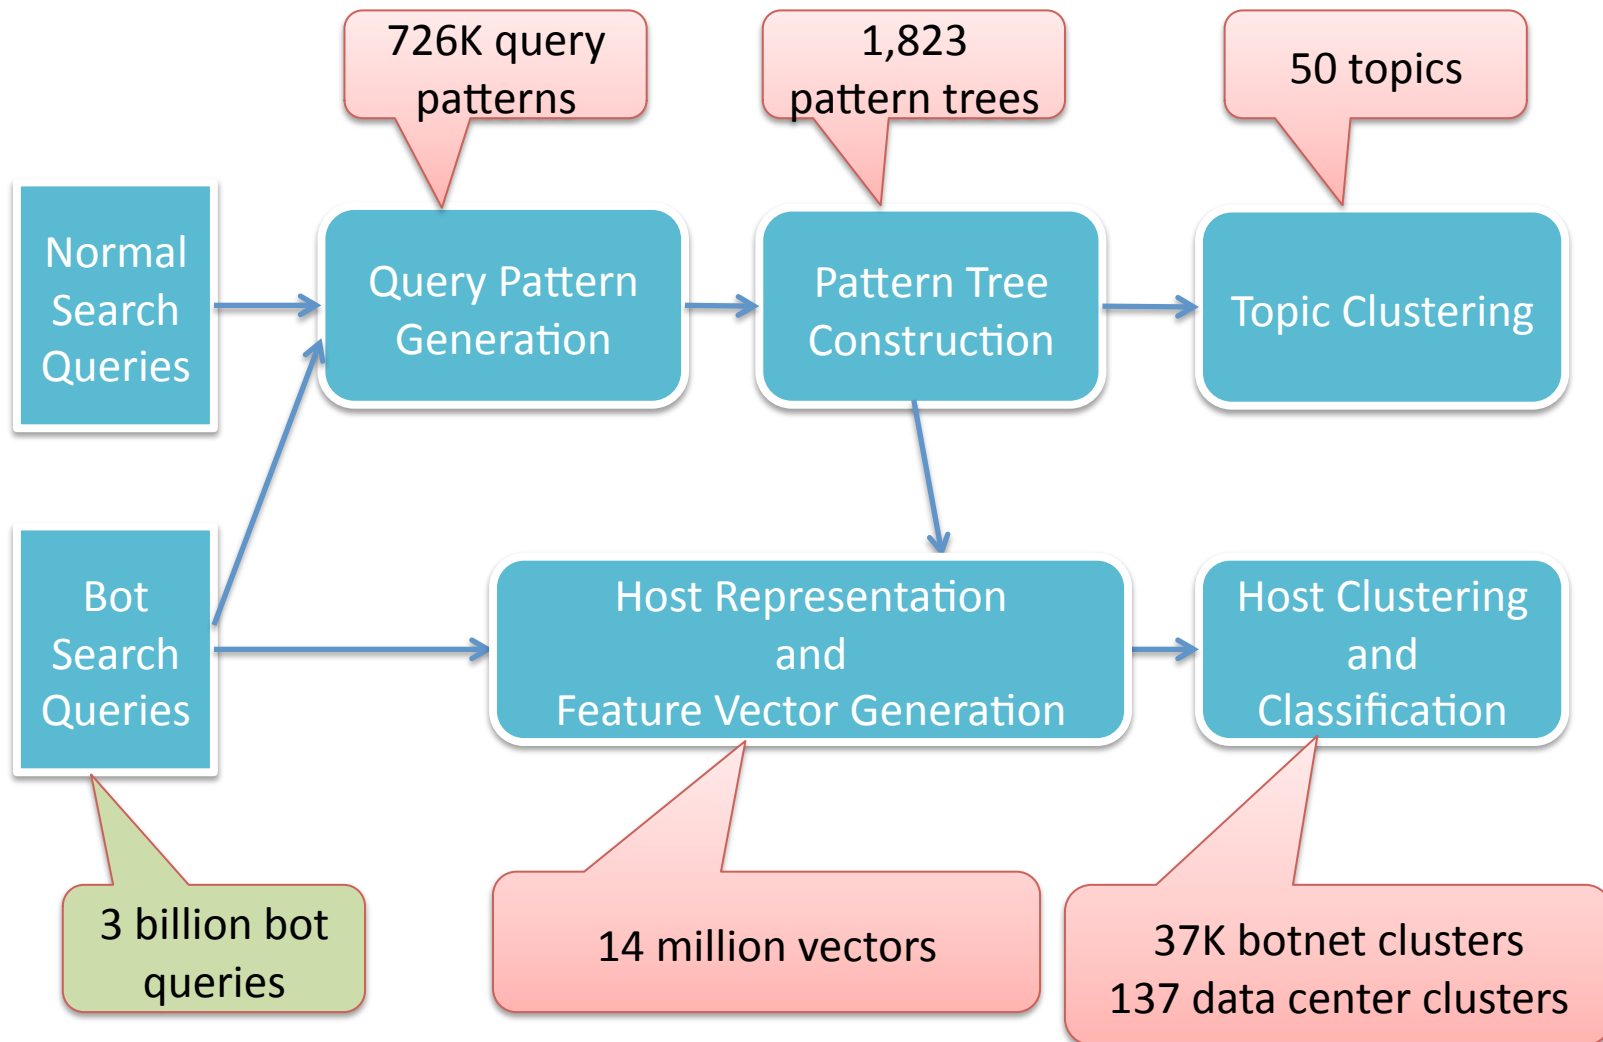 726K query
patterns
1,823
pattern trees
50 topics
Normal
Search
Queries
Query Pattern
Generation
Pattern Tree
Construction
Topic Clustering
Bot
Search
Queries
Host Representation
and
Feature Vector Generation
Host Clustering
and
Classification
3 billion bot
queries
14 million vectors
37K botnet clusters
137 data center clusters